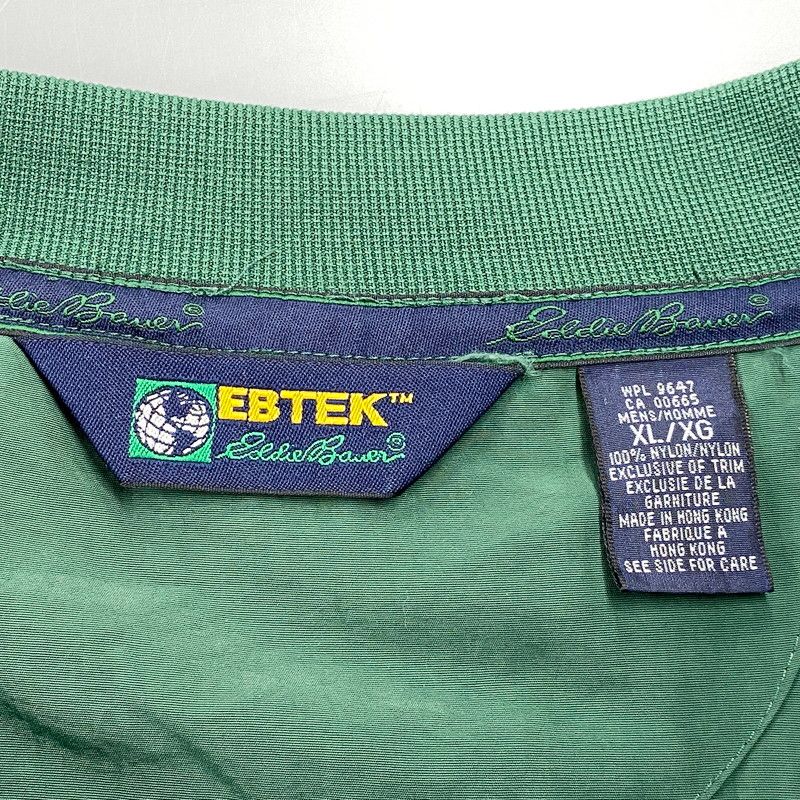 Eddie Bauer® Eddie Bauer®
EBTEK™
Eddie Bauer®
WPL 9647
CA 00665
MENS/HOMME
XL/XG
100% NYLON/NYLON
EXCLUSIVE OF TRIM
EXCLUSIE DE LA
GARNITURE
MADE IN HONG KONG
FABRIQUE A
HONG KONG
SEE SIDE FOR CARE